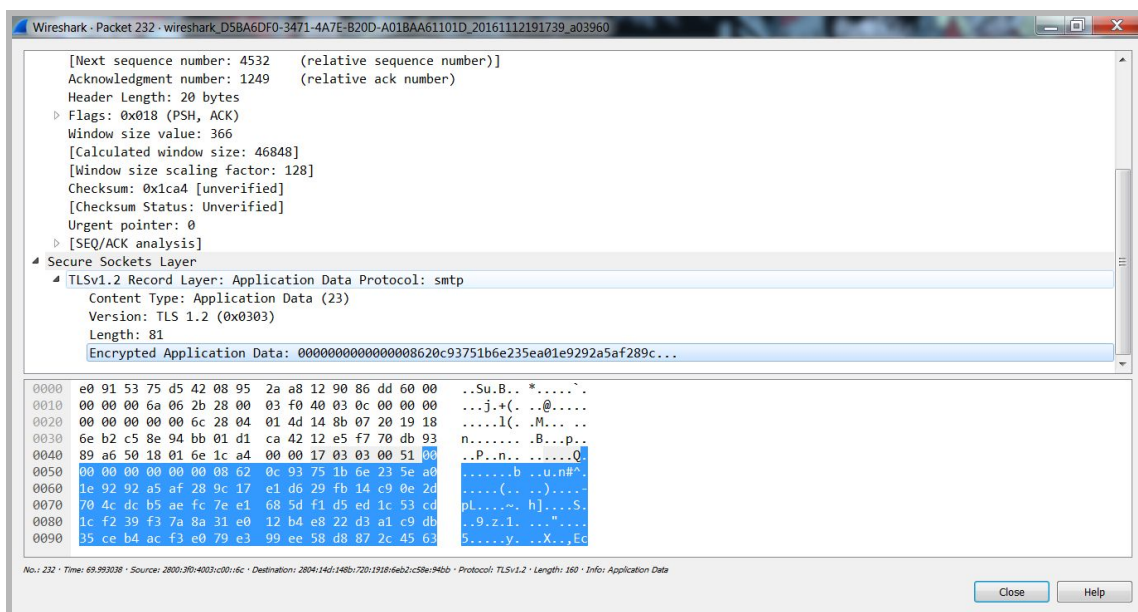 Wireshark · Packet 232 · wireshark_D5BA6DF0-3471-4A7E-B20D-A01BAA61101D_20161112191739_a03960
[Next sequence number: 4532    (relative sequence number)]
Acknowledgment number: 1249    (relative ack number)
Header Length: 20 bytes
Flags: 0x018 (PSH, ACK)
Window size value: 366
[Calculated window size: 46848]
[Window size scaling factor: 128]
Checksum: 0x1ca4 [unverified]
[Checksum Status: Unverified]
Urgent pointer: 0
[SEQ/ACK analysis]
Secure Sockets Layer
TLSv1.2 Record Layer: Application Data Protocol: smtp
Content Type: Application Data (23)
Version: TLS 1.2 (0x0303)
Length: 81
Encrypted Application Data: 0000000000000008620c93751b6e235ea01e9292a5af289c...
0000  e0 91 53 75 d5 42 08 95  2a a8 12 90 86 dd 60 00   ..Su.B.. *.....`.
0010  00 00 00 6a 06 2b 28 00  03 f0 40 03 0c 00 00 00   ...j.+(. ..@.....
0020  00 00 00 00 00 6c 28 04  01 4d 14 8b 07 20 19 18   .....l(. .M... ..
0030  6e b2 c5 8e 94 bb 01 d1  ca 42 12 e5 f7 70 db 93   n....... .B...p..
0040  89 a6 50 18 01 6e 1c a4  00 00 17 03 03 00 51 00   ..P..n.. ......Q.
0050  00 00 00 00 00 00 08 62  0c 93 75 1b 6e 23 5e a0   .......b ..u.n#^.
0060  1e 92 92 a5 af 28 9c 17  e1 d6 29 fb 14 c9 0e 2d   .....(.. ..)....-
0070  70 4c dc b5 ae fc 7e e1  68 5d f1 d5 ed 1c 53 cd   pL....~. h]....S.
0080  1c f2 39 f3 7a 8a 31 e0  12 b4 e8 22 d3 a1 c9 db   ..9.z.1. ..."....
0090  35 ce b4 ac f3 e0 79 e3  99 ee 58 d8 87 2c 45 63   5.....y. ..X..,Ec
No.: 232 · Time: 69.993038 · Source: 2800:3f0:4003:c00::6c · Destination: 2804:14d:148b:720:1918:6eb2:c58e:94bb · Protocol: TLSv1.2 · Length: 160 · Info: Application Data
Close    Help